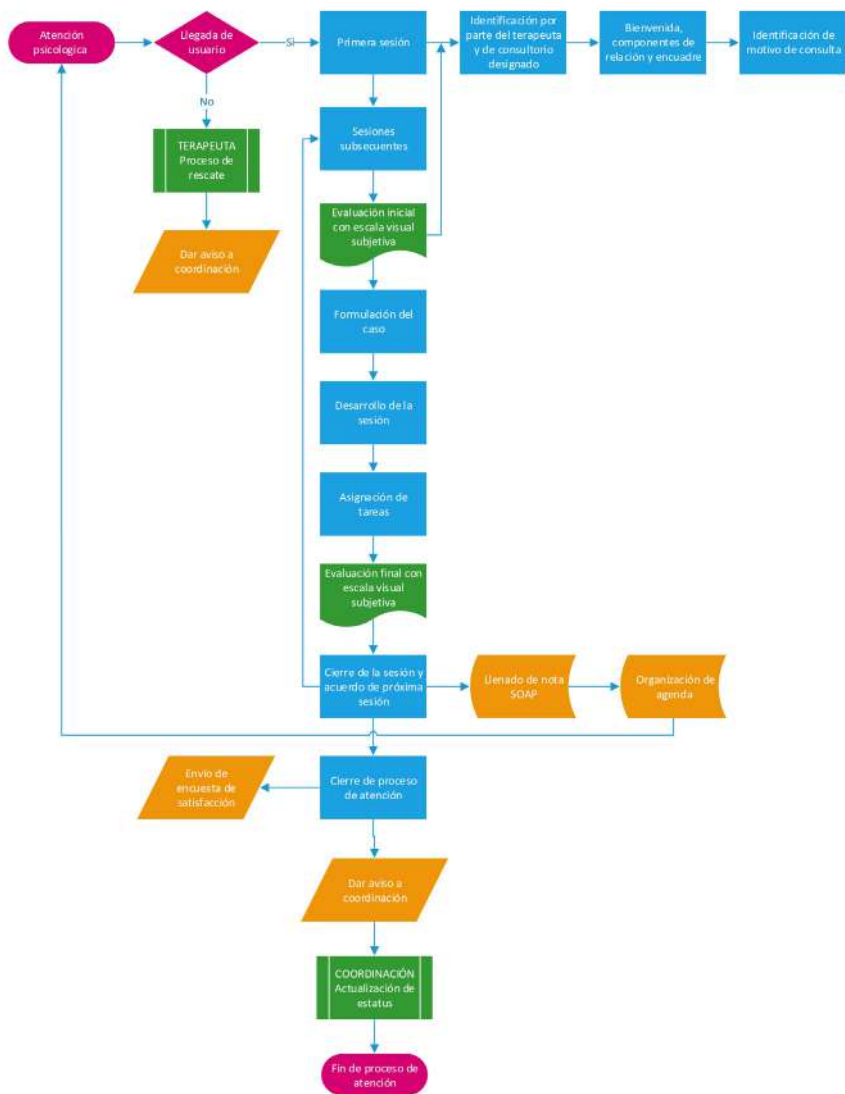 Atención
psicologica
Llegada de
usuario
Si
Primera sesión
Identificación por
parte del terapeuta
y de consultorio
designado
Bienvenida,
componentes de
relación y encuadre
Identificación de
motivo de consulta
No
TERAPEUTA
Proceso de
rescate
Dar aviso a
coordinación
Sesiones
subsecuentes
Evaluación inicial
con escala visual
subjetiva
Formulación del
caso
Desarrollo de la
sesión
Asignación de
tareas
Evaluación final con
escala visual
subjetiva
Cierre de la sesión y
acuerdo de próxima
sesión
Llenado de nota
SOAP
Organización de
agenda
Envío de
encuesta de
satisfacción
Cierre de proceso
de atención
Dar aviso a
coordinación
COORDINACIÓN
Actualización de
estatus
Fin de proceso de
atención